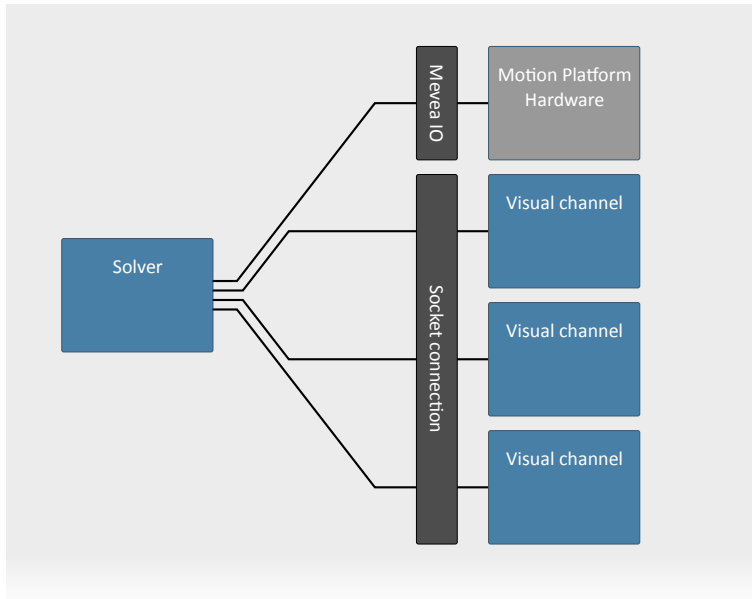 Solver
Mevea IO
Motion Platform
Hardware
Socket connection
Visual channel
Visual channel
Visual channel